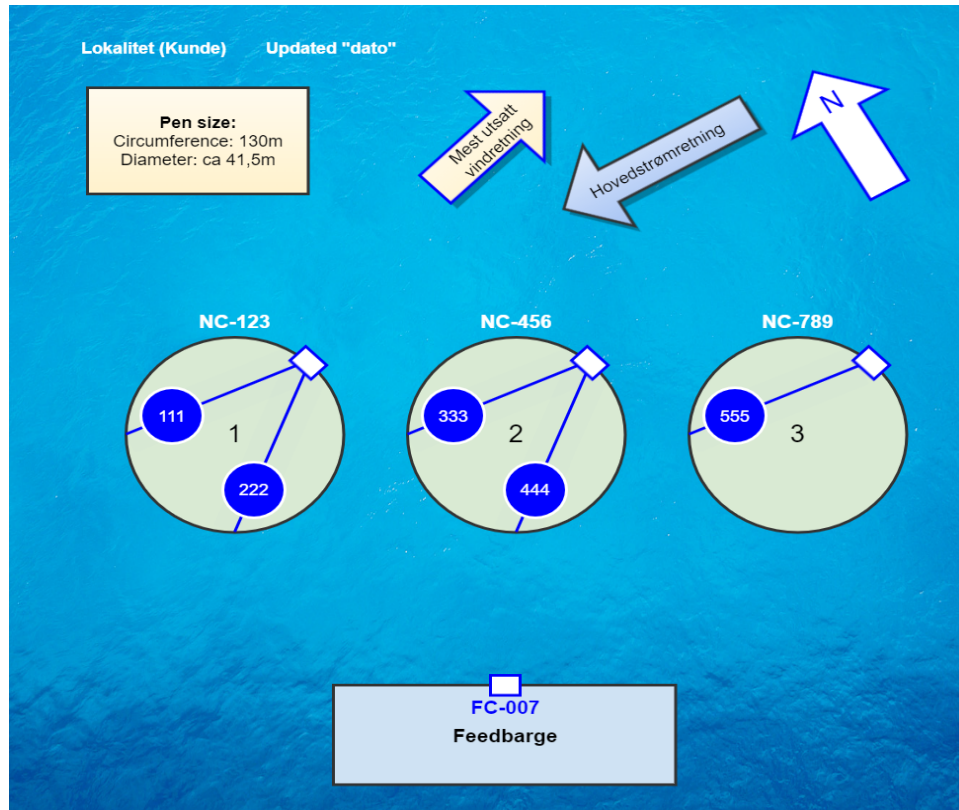 Lokalitet (Kunde) Updated "dato"
Pen size:
Circumference: 130m
Diameter: ca 41,5m
Mest utsatt
vindretning
Hovedstrømretning
N
NC-123
NC-456
NC-789
111
1
222
333
2
444
555
3
FC-007
Feedbarge